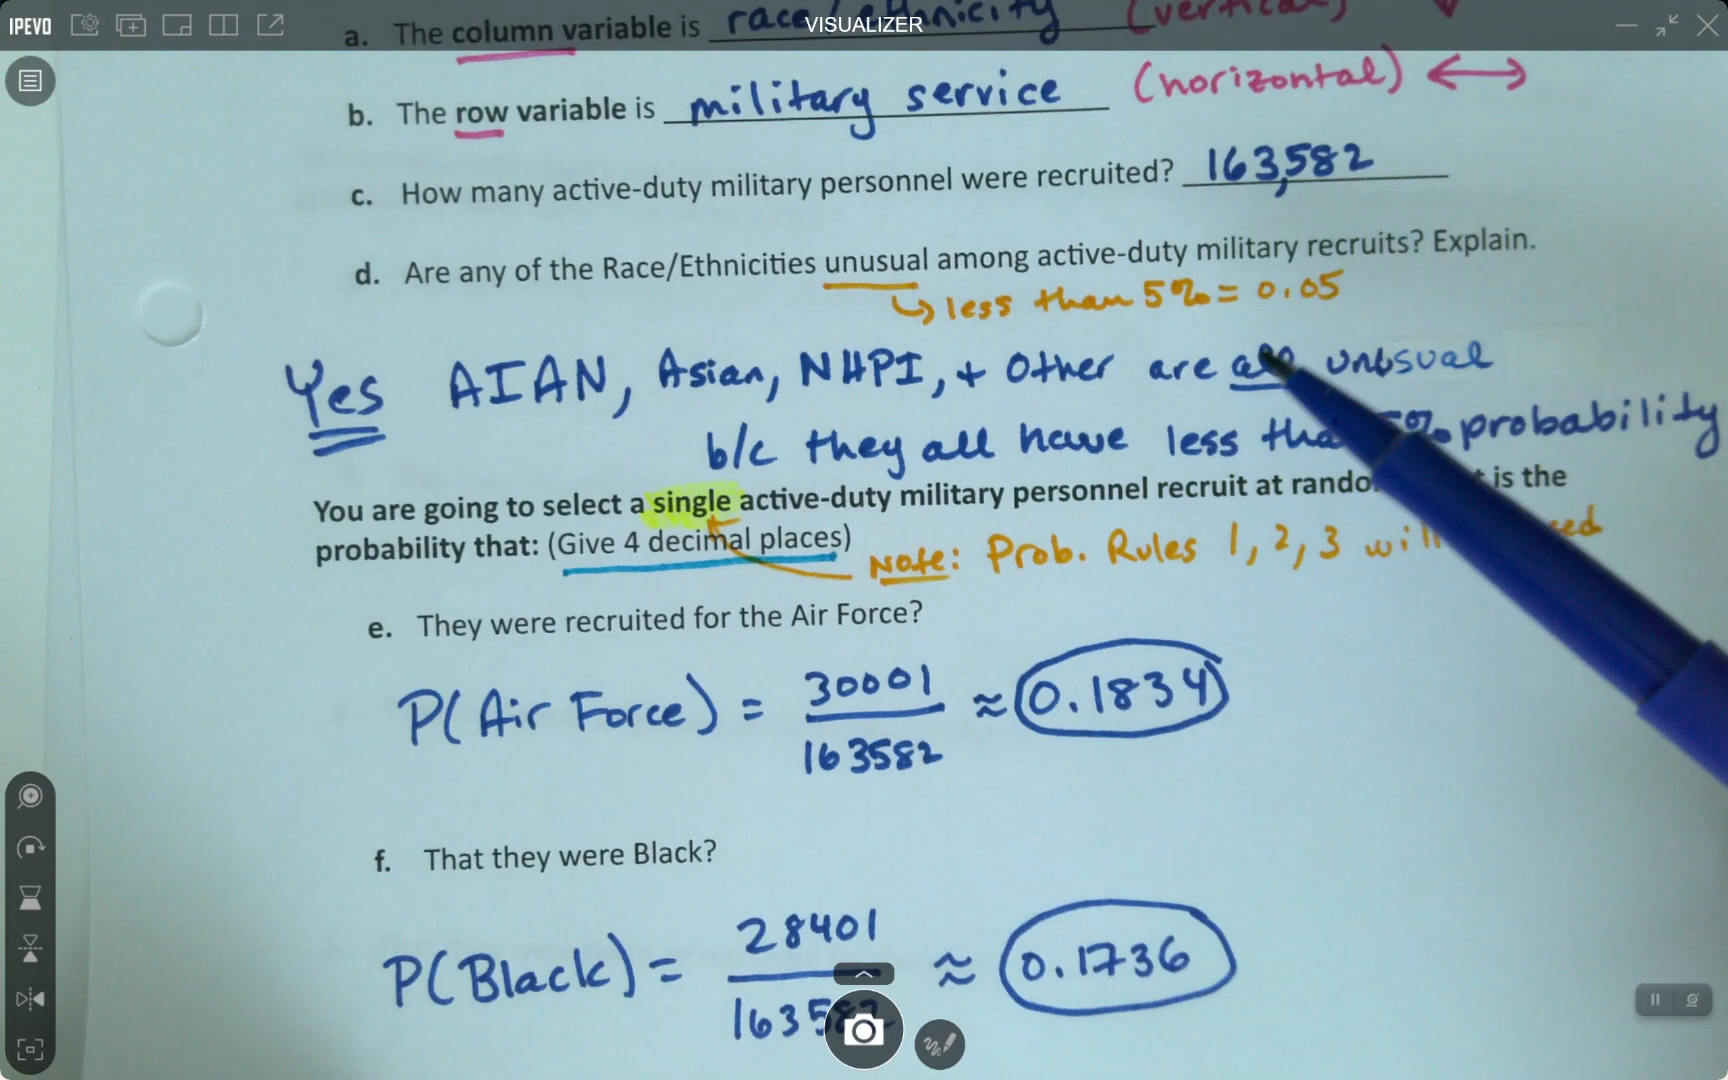 IPEVO
VISUALIZER
a. The column variable is race/ethnicity (vertical)
b. The row variable is military service (horizontal)
c. How many active-duty military personnel were recruited? 163,582
d. Are any of the Race/Ethnicities unusual among active-duty military recruits? Explain.
less than 5% = 0.05
Yes AIAN, Asian, NHPI, + Other are all unusual
b/c they all have less than 5% probability
You are going to select a single active-duty military personnel recruit at is the
probability that: (Give 4 decimal places)
Note: Prob. Rules 1, 2, 3
e. They were recruited for the Air Force?
P(Air Force) = 30001 / 163582 ≈ 0.1834
f. That they were Black?
P(Black) = 28401 / 163582 ≈ 0.1736